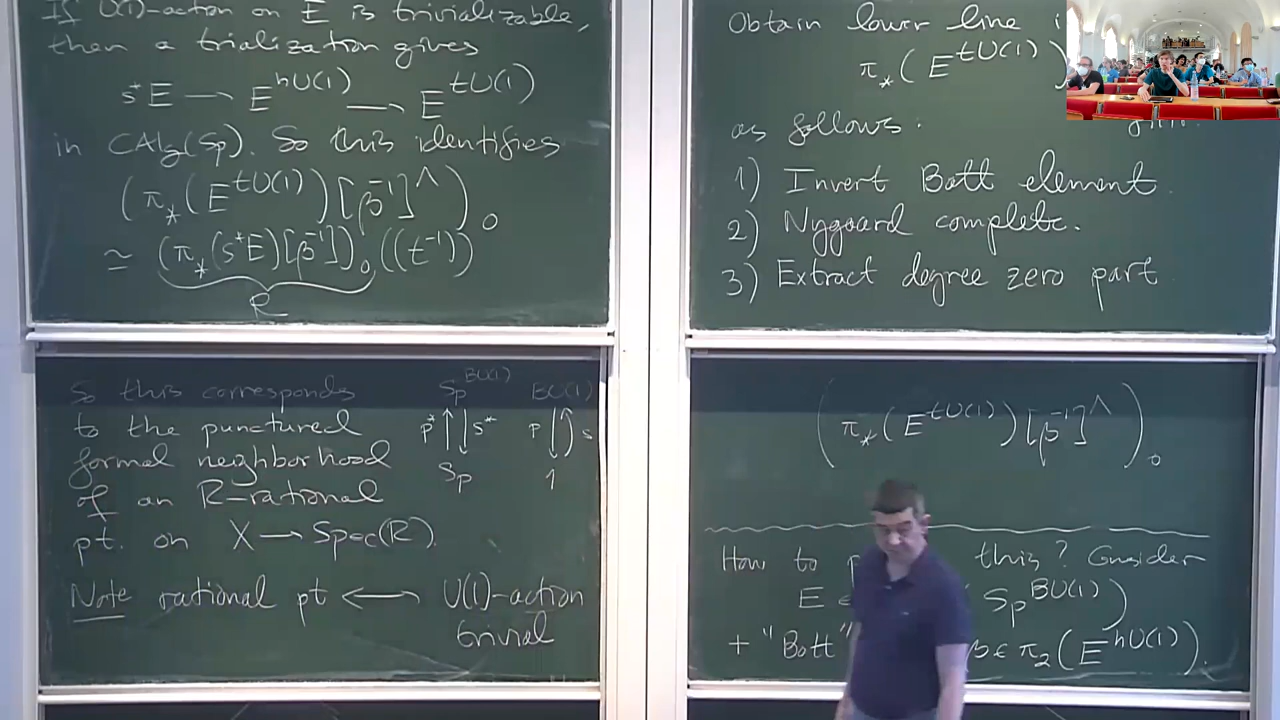 If U(1)-action on E is trivializable,
then a trialization gives
s*E → E^{hU(1)} → E^{tU(1)}
in CAlg(Sp). So this identifies
(π_*(E^{tU(1)})[β^{-1}]^∧)_0
≃ (π_*(s*E)[β^{-1}])_0((t^{-1}))
R
So this corresponds
to the punctured
formal neighborhood
of an R-rational
pt. on X → Spec(R).
Sp^{BU(1)} BU(1)
p* ↑↓ s* p ↓↑ s
Sp 1
Note rational pt ⟷ U(1)-action
trivial
Obtain lower line
π_*(E^{tU(1)})
as follows:
1) Invert Bott element.
2) Nygaard complete.
3) Extract degree zero part
(π_*(E^{tU(1)})[β^{-1}]^∧)_0
How to this? Consider
E Sp^{BU(1)})
+ "Bott" β ∈ π_2(E^{hU(1)}).